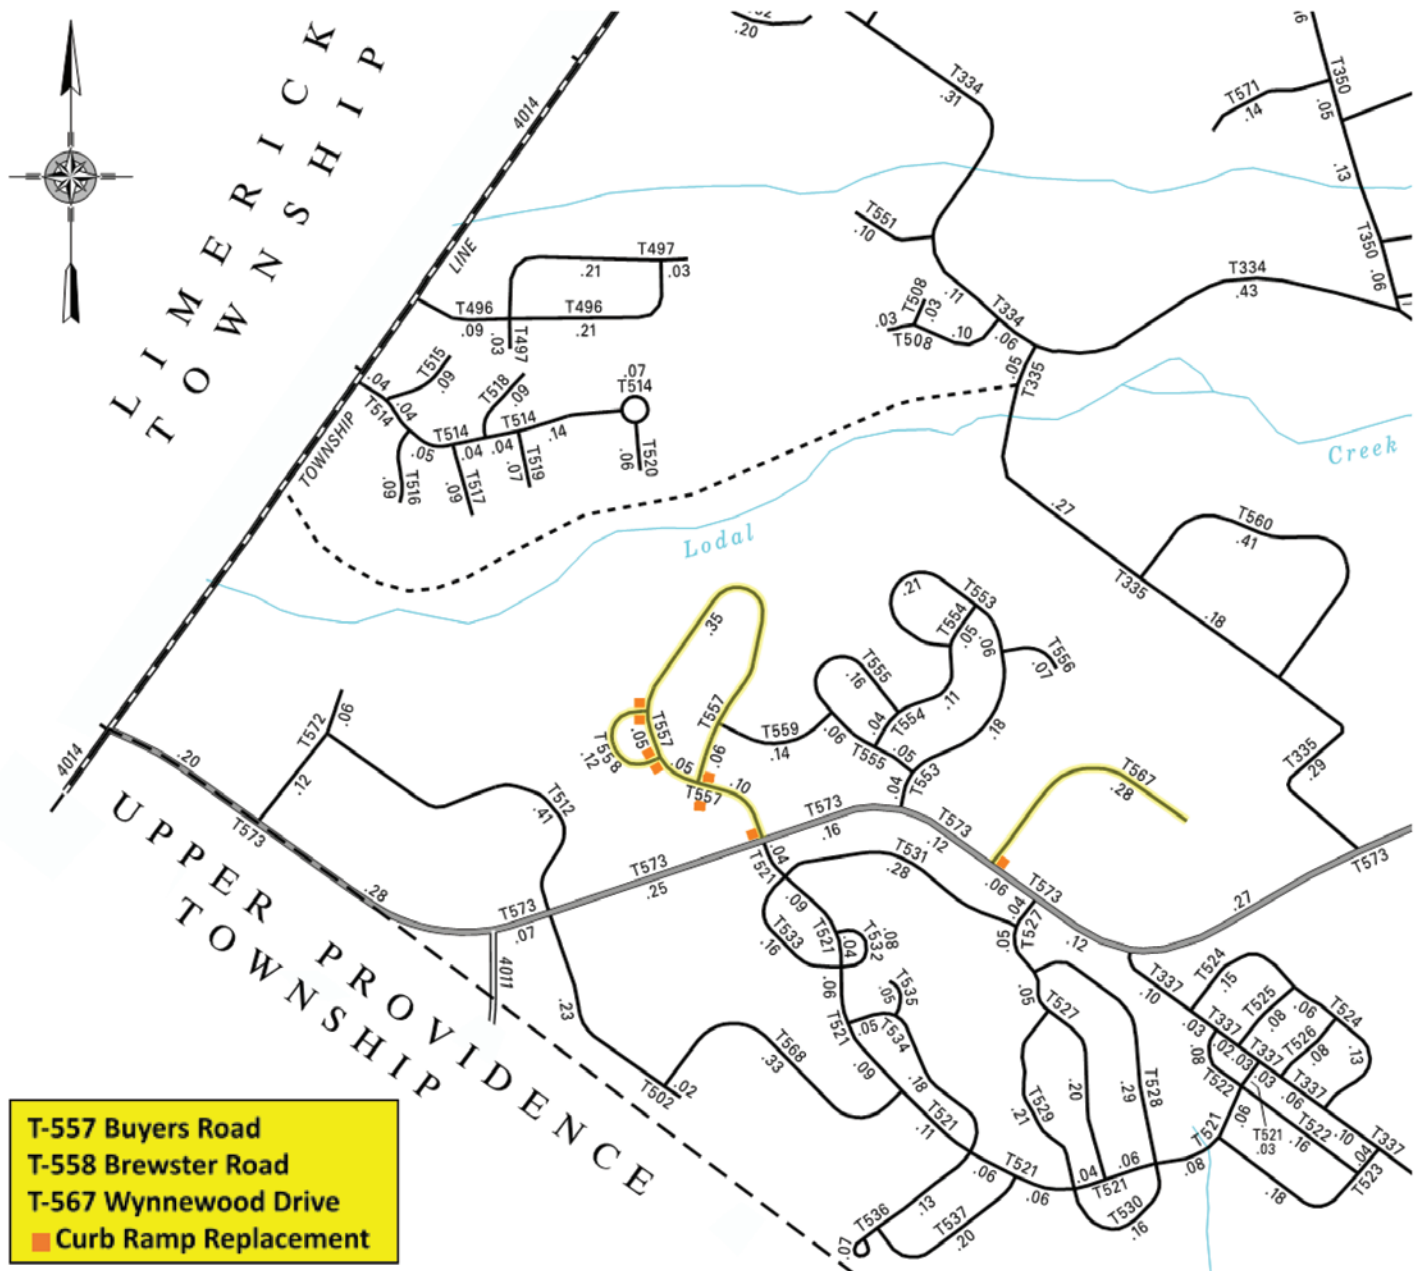 LIMERICK
TOWNSHIP
.20
T334
.31
T350
.05
T571
.14
.13
4014
LINE
T551
.10
T350
.06
T497
.21
.03
T334
.43
.11
T508
.03
T334
.03
T508
.10
.06
T496
T496
.09
.21
.03
T497
.05
T335
T515
.09
.04
T514
.04
T518
.09
.07
T514
TOWNSHIP
T514
T514
.05
.04
.04
.14
T516
.09
T517
.09
T519
.07
T520
.06
Creek
Lodal
.27
T560
.41
T335
.18
.35
.21
T553
T554
.05
.06
T556
.07
T555
.16
.11
T557
T557
.05
T558
.12
.05
.06
T559
.14
.06
.04
T554
.05
T555
.18
T553
.04
.10
T557
T572
.06
.12
.20
4014
T573
T512
.41
T335
.29
T567
.28
T573
.16
T573
.12
T573
.28
T573
.25
T573
.07
4011
.04
T521
T531
.28
.06
T573
.04
T527
.05
.12
.27
T573
.09
T533
.16
T521
.04
.08
T532
.06
.05
T535
T521
.05
T534
.05
T527
.23
T568
.33
.09
.18
T502
.02
T521
.11
T529
.21
.20
.29
T528
T337
.10
T524
.15
T525
.08
.06
T524
.03
T337
.02
.03
T337
T526
.08
.13
.08
T522
.03
.06
T337
T521
.06
T521
.03
T522
.16
.10
T337
.04
T523
.18
.06
T521
.06
.04
.06
T521
.08
T530
.16
.13
T536
.07
T537
.20
UPPER PROVIDENCE
TOWNSHIP
T-557 Buyers Road
T-558 Brewster Road
T-567 Wynnewood Drive
Curb Ramp Replacement